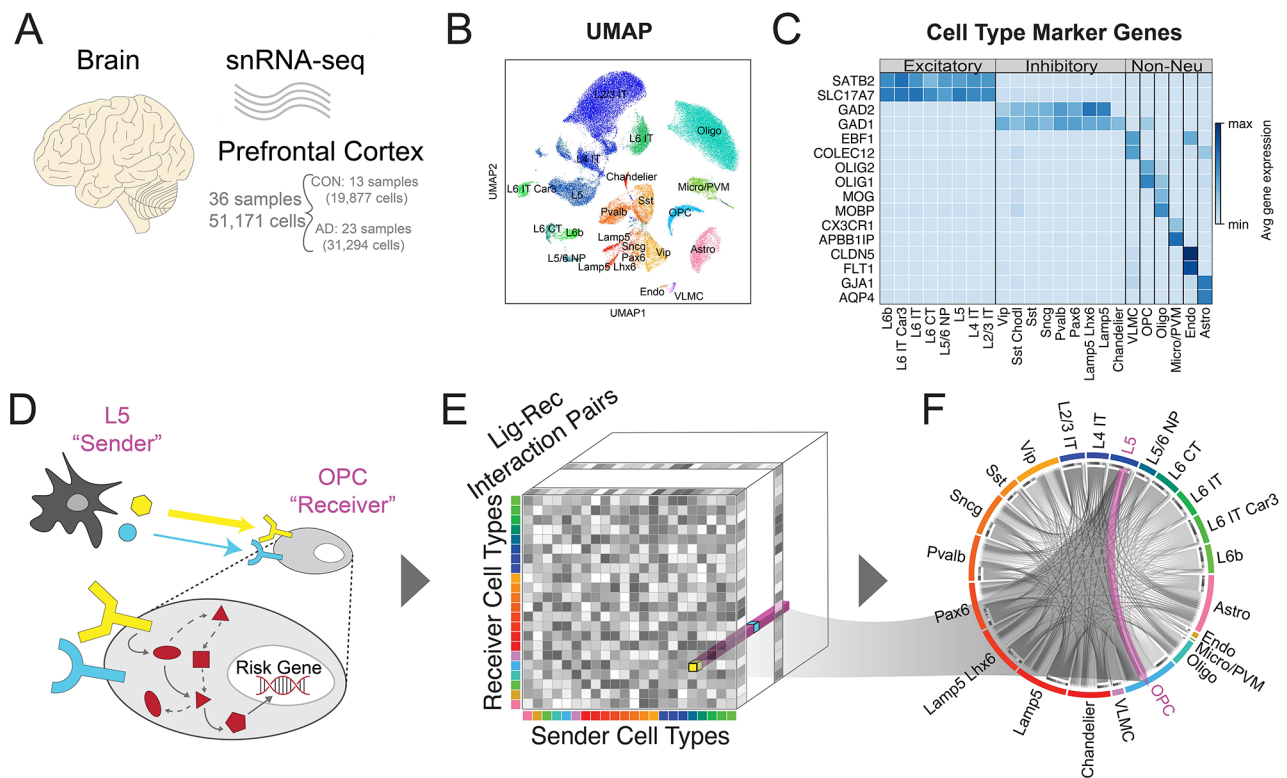 A
Brain
snRNA-seq
Prefrontal Cortex
36 samples
51,171 cells
CON: 13 samples
(19,877 cells)
AD: 23 samples
(31,294 cells)
B
UMAP
L2/3 IT
L6 IT
Oligo
L4 IT
Chandelier
L6 IT Car3
L5
Sst
Micro/PVM
Pvalb
OPC
L6 CT
L6b
Lamp5
Sncg
Vip
Astro
L5/6 NP
Pax6
Lamp5 Lhx6
Endo
VLMC
UMAP2
UMAP1
C
Cell Type Marker Genes
Excitatory
Inhibitory
Non-Neu
SATB2
SLC17A7
GAD2
GAD1
EBF1
COLEC12
OLIG2
OLIG1
MOG
MOBP
CX3CR1
APBB1IP
CLDN5
FLT1
GJA1
AQP4
L6b
L6 IT Car3
L6 IT
L6 CT
L5/6 NP
L5
L4 IT
L2/3 IT
Vip
Sst Chodl
Sst
Sncg
Pvalb
Pax6
Lamp5 Lhx6
Lamp5
Chandelier
VLMC
OPC
Oligo
Micro/PVM
Endo
Astro
max
min
Avg gene expression
D
L5
“Sender”
OPC
“Receiver”
Risk Gene
E
Lig-Rec
Interaction Pairs
Receiver Cell Types
Sender Cell Types
F
L2/3 IT
L4 IT
L5
L5/6 NP
L6 CT
L6 IT
L6 IT Car3
L6b
Astro
Endo
Micro/PVM
Oligo
OPC
VLMC
Chandelier
Lamp5
Lamp5 Lhx6
Pax6
Pvalb
Sncg
Sst
Vip